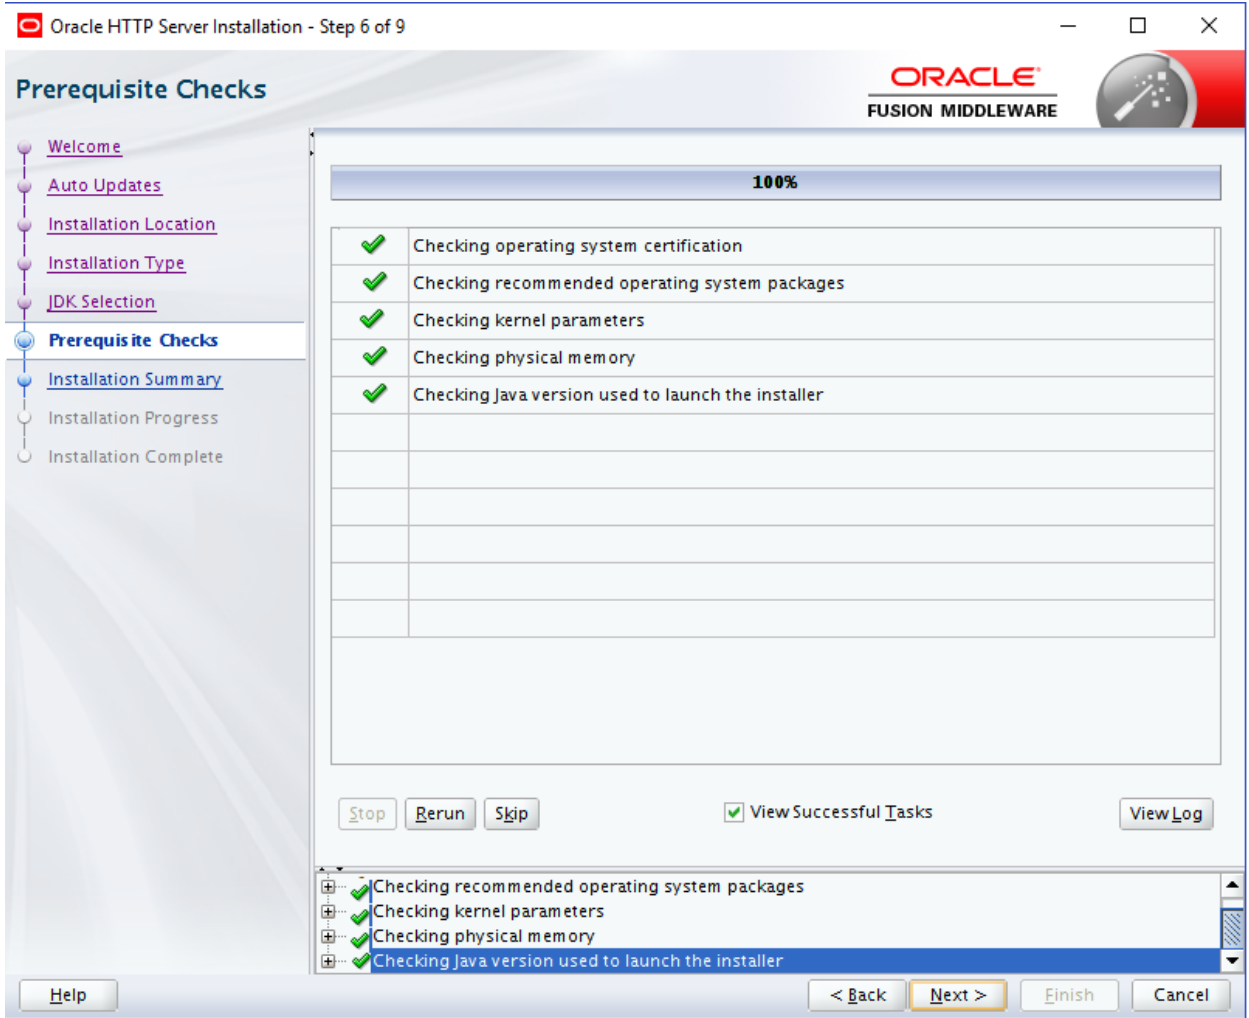 Oracle HTTP Server Installation - Step 6 of 9
Prerequisite Checks
ORACLE
FUSION MIDDLEWARE
Welcome
Auto Updates
Installation Location
Installation Type
JDK Selection
Prerequisite Checks
Installation Summary
Installation Progress
Installation Complete
100%
Checking operating system certification
Checking recommended operating system packages
Checking kernel parameters
Checking physical memory
Checking Java version used to launch the installer
Stop
Rerun
Skip
View Successful Tasks
View Log
Checking recommended operating system packages
Checking kernel parameters
Checking physical memory
Checking Java version used to launch the installer
Help
< Back
Next >
Finish
Cancel